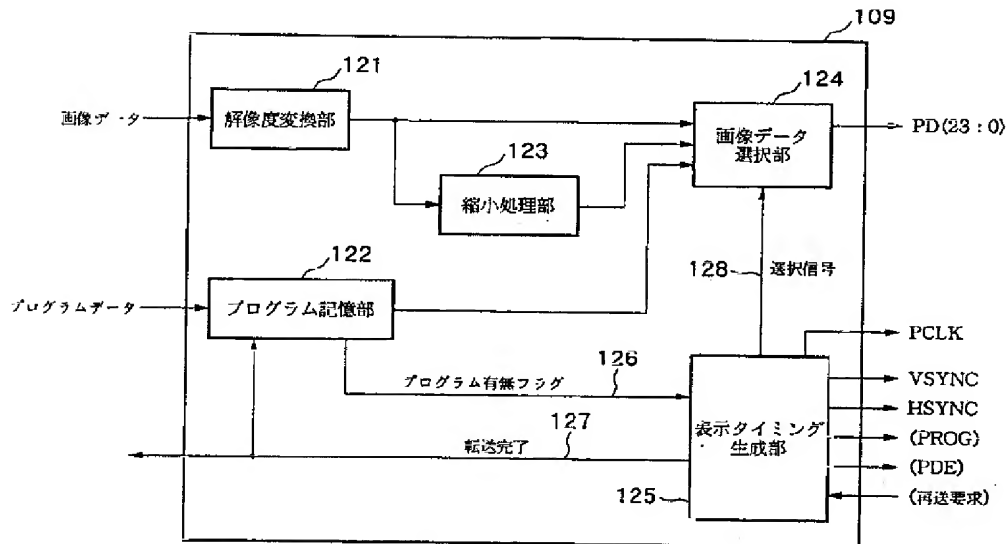 109
121
画像データ
解像度変換部
124
画像データ
選択部
PD(23:0)
123
縮小処理部
122
プログラムデータ
プログラム記憶部
128
選択信号
PCLK
126
プログラム有無フラグ
VSYNC
HSYNC
127
転送完了
表示タイミング
生成部
(PROG)
(PDE)
125
(再送要求)